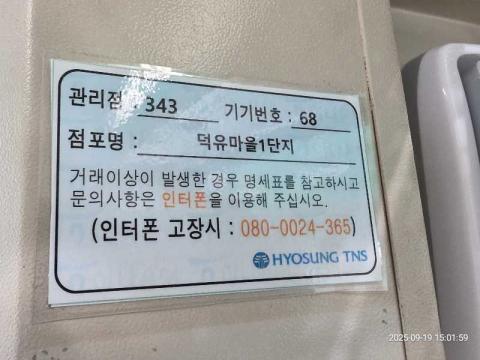 관리점 : 343 기기번호 : 68
점포명 : 덕유마을1단지
거래이상이 발생한 경우 명세표를 참고하시고
문의사항은 인터폰을 이용해 주십시오.
(인터폰 고장시 : 080-0024-365)
HYOSUNG TNS
2025-09-19 15:01:59